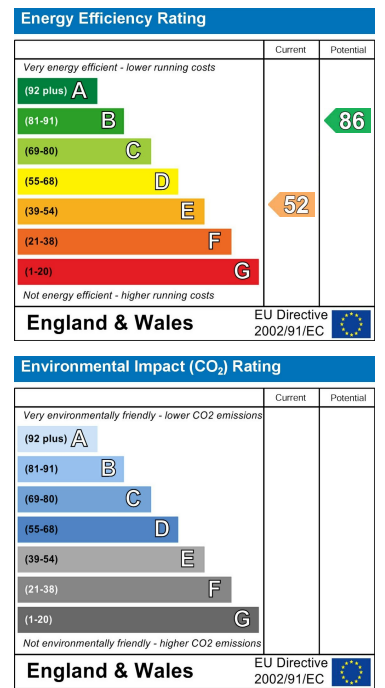 Energy Efficiency Rating
Current Potential
Very energy efficient - lower running costs
(92 plus) A
(81-91) B 86
(69-80) C
(55-68) D
(39-54) E 52
(21-38) F
(1-20) G
Not energy efficient - higher running costs
England & Wales EU Directive
2002/91/EC
Environmental Impact (CO₂) Rating
Current Potential
Very environmentally friendly - lower CO2 emissions
(92 plus) A
(81-91) B
(69-80) C
(55-68) D
(39-54) E
(21-38) F
(1-20) G
Not environmentally friendly - higher CO2 emissions
England & Wales EU Directive
2002/91/EC